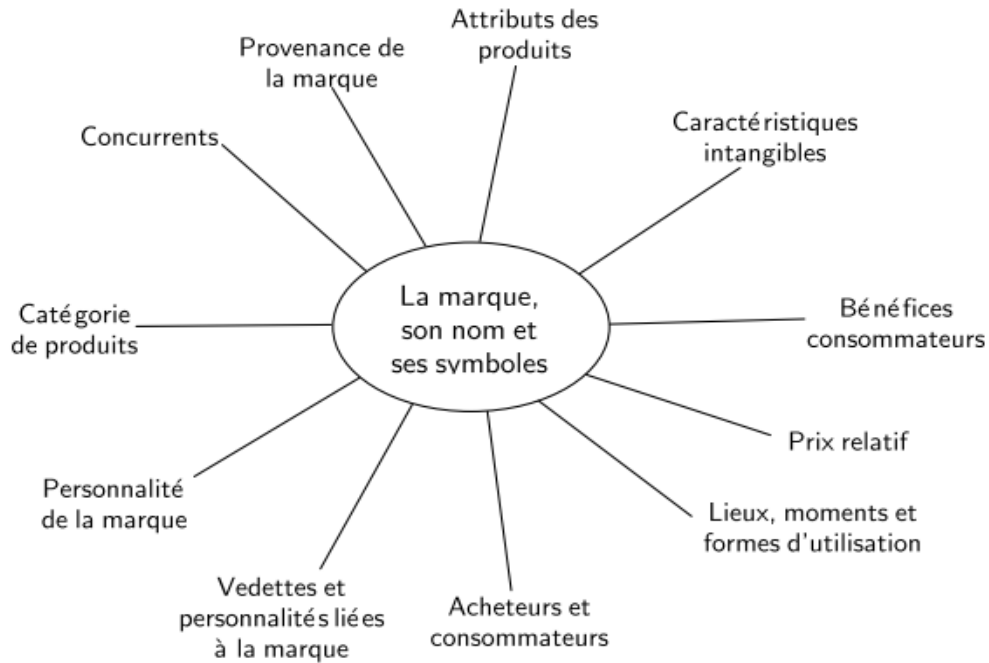 Attributs des
produits
Provenance de
la marque
Caractéristiques
intangibles
Concurrents
La marque,
son nom et
ses symboles
Catégorie
de produits
Bénéfices
consommateurs
Prix relatif
Personnalité
de la marque
Lieux, moments et
formes d'utilisation
Vedettes et
personnalités liées
à la marque
Acheteurs et
consommateurs